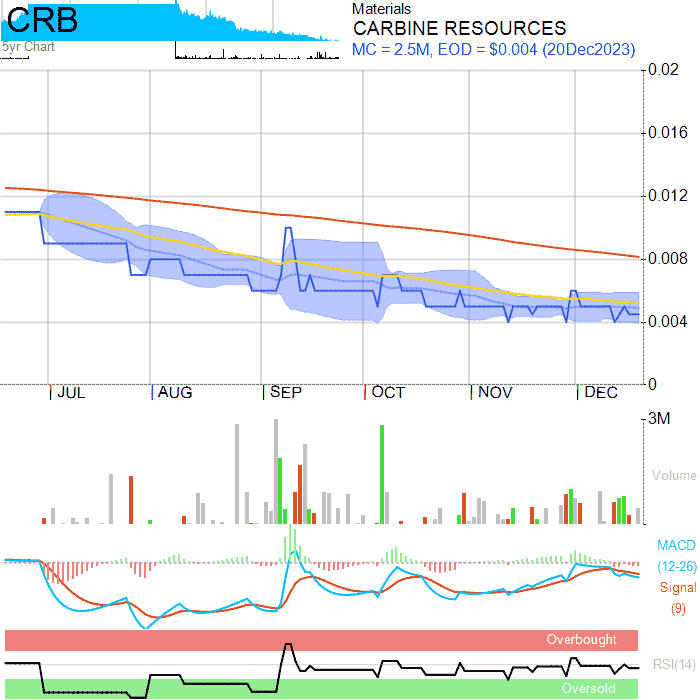 CRB
5yr Chart
Materials
CARBINE RESOURCES
MC = 2.5M, EOD = $0.004 (20Dec2023)
0.02
0.016
0.012
0.008
0.004
0
JUL AUG SEP OCT NOV DEC
3M
Volume
MACD
(12-26)
Signal
(9)
Overbought
RSI(14)
Oversold